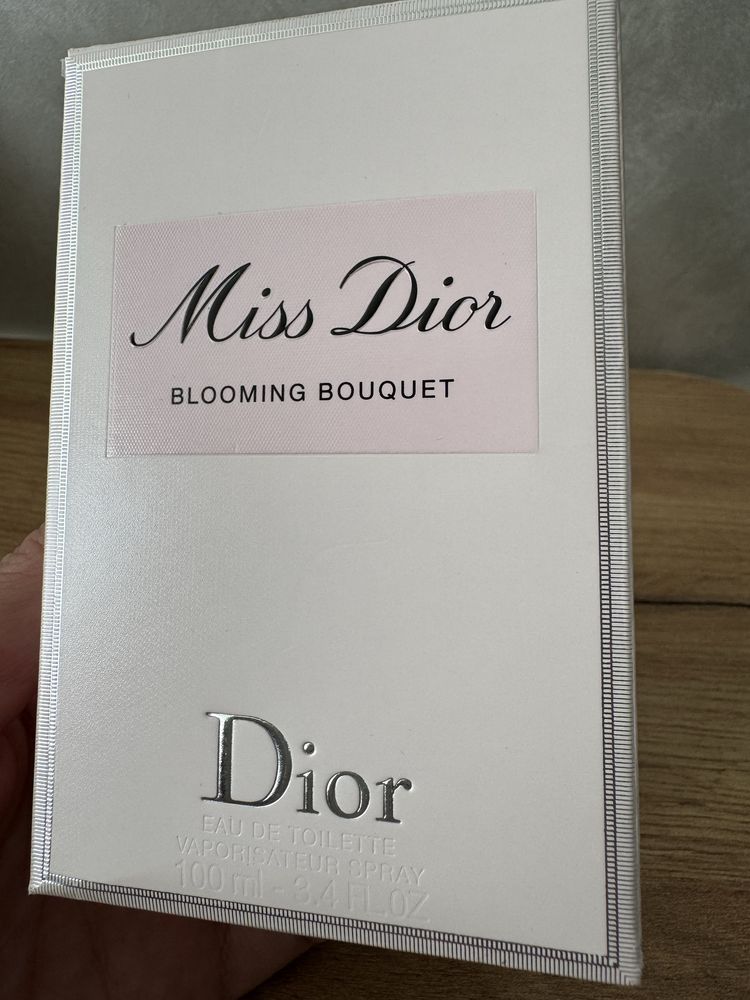 Miss Dior
BLOOMING BOUQUET
Dior
EAU DE TOILETTE
VAPORISATEUR SPRAY
100 ml - 3.4 FL.OZ